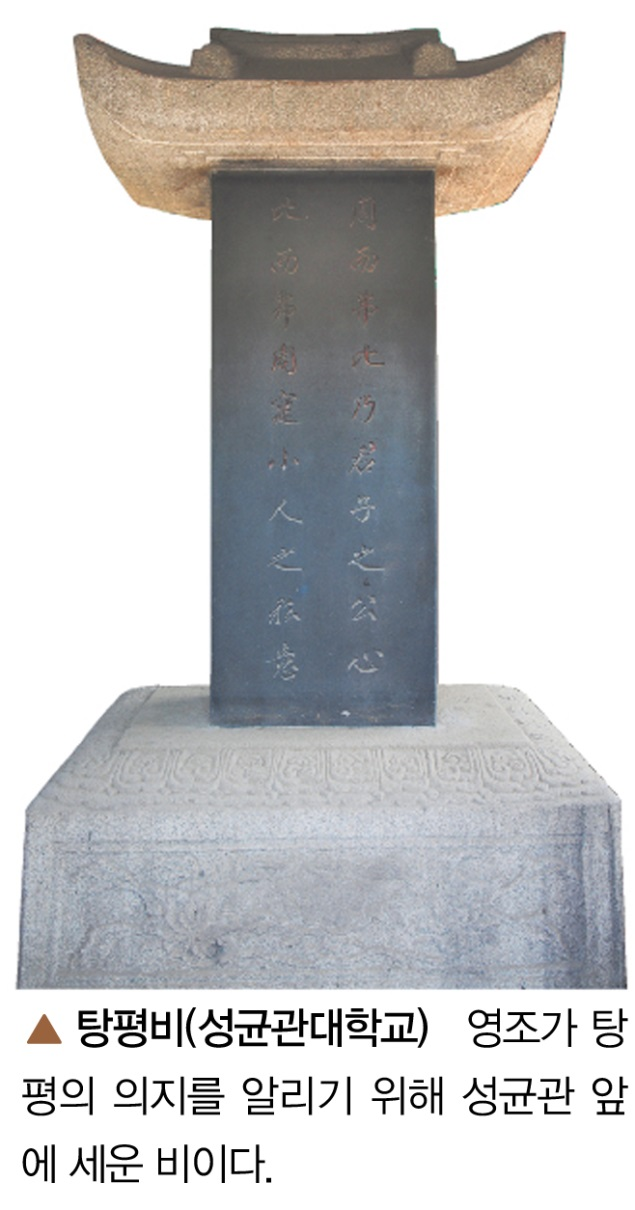 周而弗比乃君子之公心
比而弗周寔小人之私意
▲ 탕평비(성균관대학교) 영조가 탕
평의 의지를 알리기 위해 성균관 앞
에 세운 비이다.